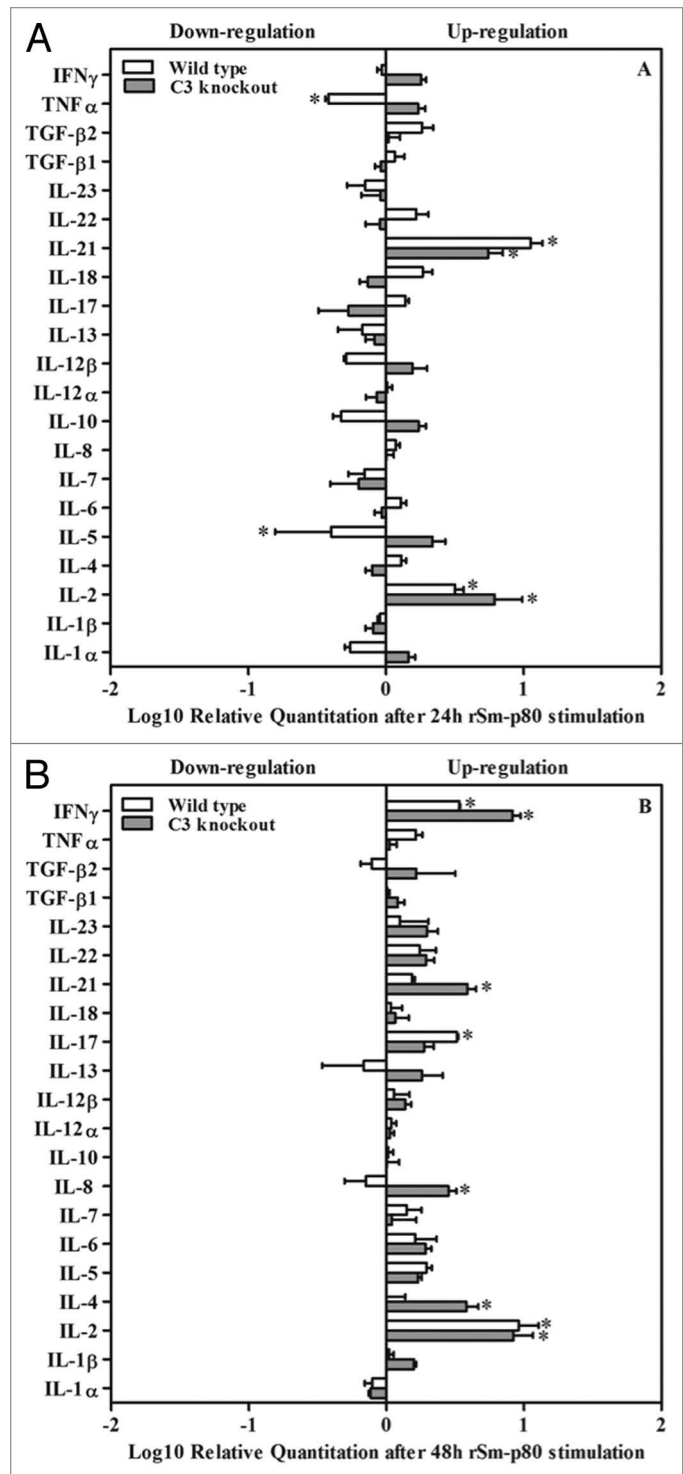 A
Down-regulation Up-regulation
Wild type
C3 knockout
A
IFNγ
TNFα
TGF-β2
TGF-β1
IL-23
IL-22
IL-21
IL-18
IL-17
IL-13
IL-12β
IL-12α
IL-10
IL-8
IL-7
IL-6
IL-5
IL-4
IL-2
IL-1β
IL-1α
* * * * * *
-2 -1 0 1 2
Log10 Relative Quantitation after 24h rSm-p80 stimulation
B
Down-regulation Up-regulation
Wild type
C3 knockout
B
IFNγ
TNFα
TGF-β2
TGF-β1
IL-23
IL-22
IL-21
IL-18
IL-17
IL-13
IL-12β
IL-12α
IL-10
IL-8
IL-7
IL-6
IL-5
IL-4
IL-2
IL-1β
IL-1α
* * * * * * * *
-2 -1 0 1 2
Log10 Relative Quantitation after 48h rSm-p80 stimulation